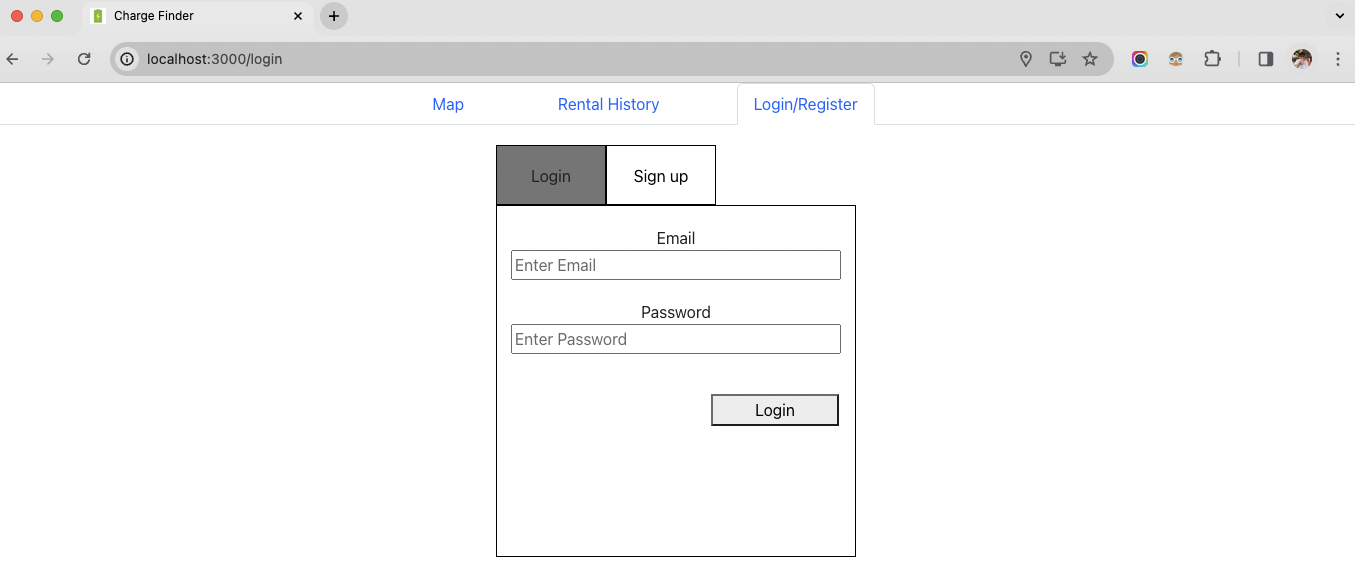 Charge Finder
localhost:3000/login
Map Rental History Login/Register
Login Sign up
Email
Enter Email
Password
Enter Password
Login